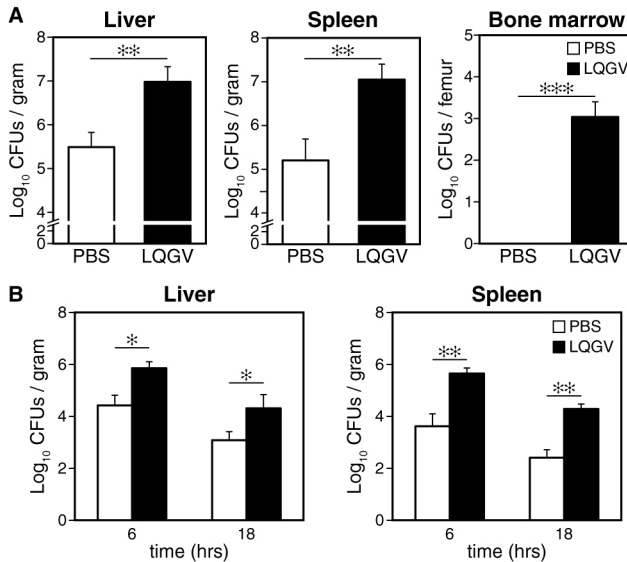 A
Liver
Spleen
Bone marrow
Log10 CFUs / gram
8
7
6
5
4
2
0
**
PBS
LQGV
Log10 CFUs / gram
8
7
6
5
4
2
0
**
PBS
LQGV
Log10 CFUs / femur
5
4
3
2
1
0
PBS
LQGV
***
PBS
LQGV
B
Liver
Spleen
Log10 CFUs / gram
8
6
4
2
0
*
*
6
18
time (hrs)
Log10 CFUs / gram
8
6
4
2
0
PBS
LQGV
**
**
6
18
time (hrs)